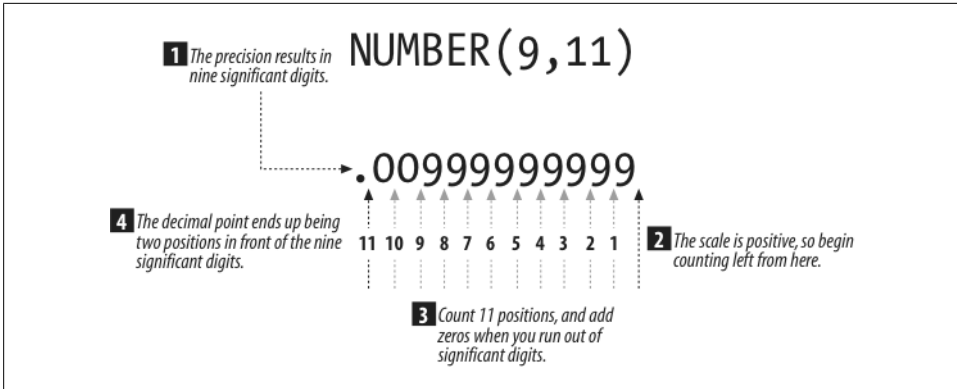 NUMBER(9,11)
1 The precision results in
nine significant digits.
.00999999999
4 The decimal point ends up being
two positions in front of the nine
significant digits.
11 10 9 8 7 6 5 4 3 2 1
2 The scale is positive, so begin
counting left from here.
3 Count 11 positions, and add
zeros when you run out of
significant digits.